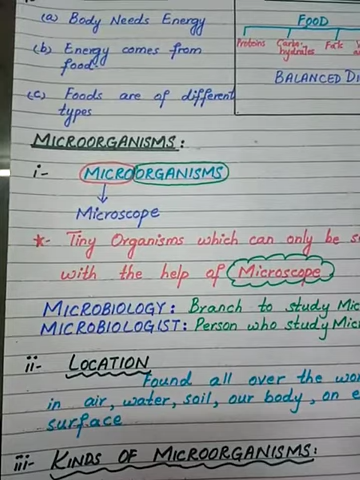 (a) Body Needs Energy
(b) Energy comes from
food.
(c) Foods are of different
types
FOOD
Proteins Carbo-
hydrates Fats
BALANCED
MICROORGANISMS:
i- MICROORGANISMS
Microscope
* Tiny Organisms which can only be
with the help of Microscope
MICROBIOLOGY: Branch to study
MICROBIOLOGIST: Person who study
ii- LOCATION
Found all over the
in air, water, soil, our body, on
surface
iii- KINDS OF MICROORGANISMS: